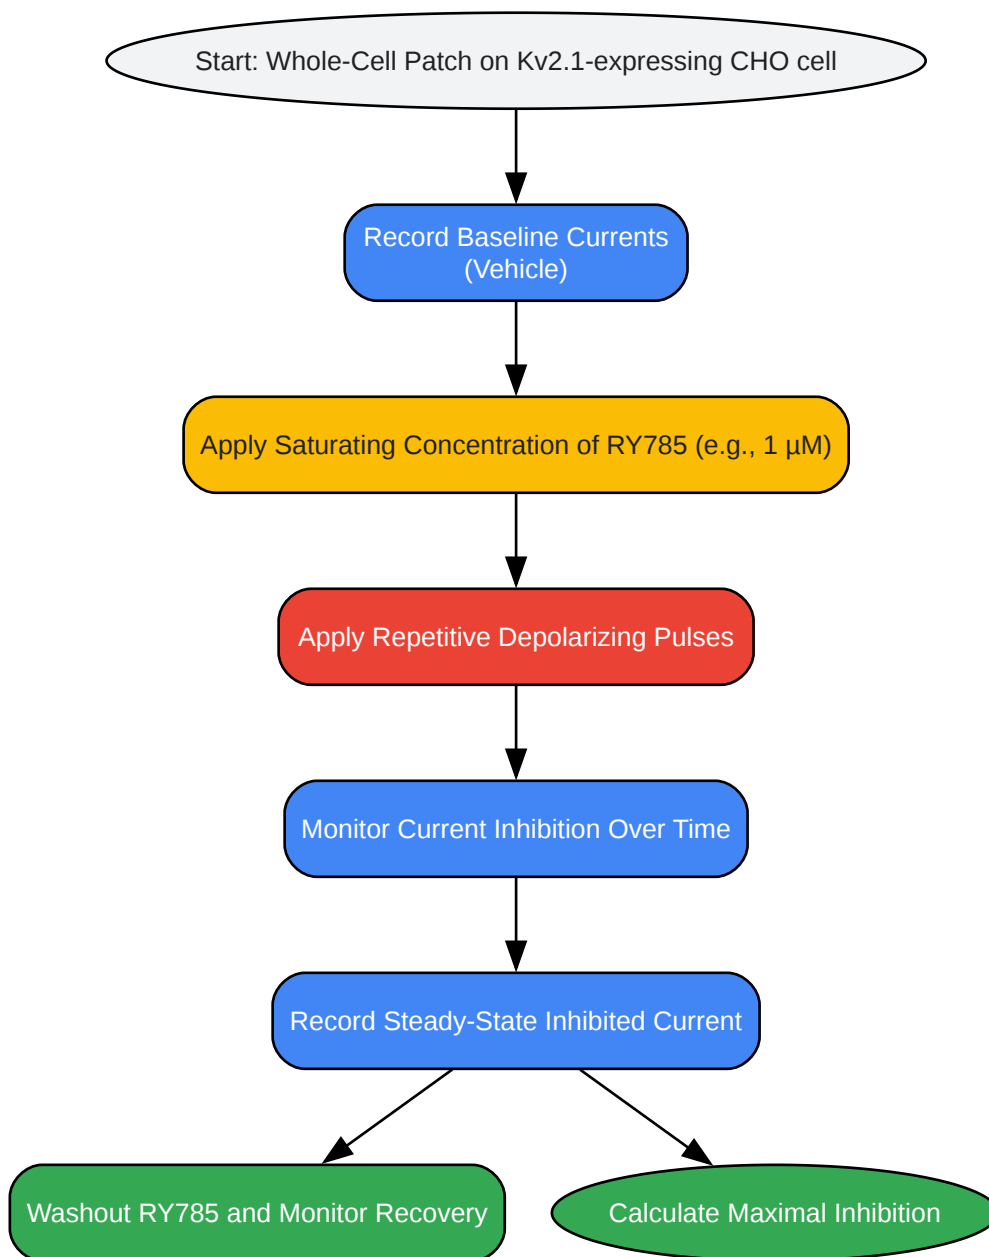 Start: Whole-Cell Patch on Kv2.1-expressing CHO cell
Record Baseline Currents
(Vehicle)
Apply Saturating Concentration of RY785 (e.g., 1 µM)
Apply Repetitive Depolarizing Pulses
Monitor Current Inhibition Over Time
Record Steady-State Inhibited Current
Washout RY785 and Monitor Recovery
Calculate Maximal Inhibition